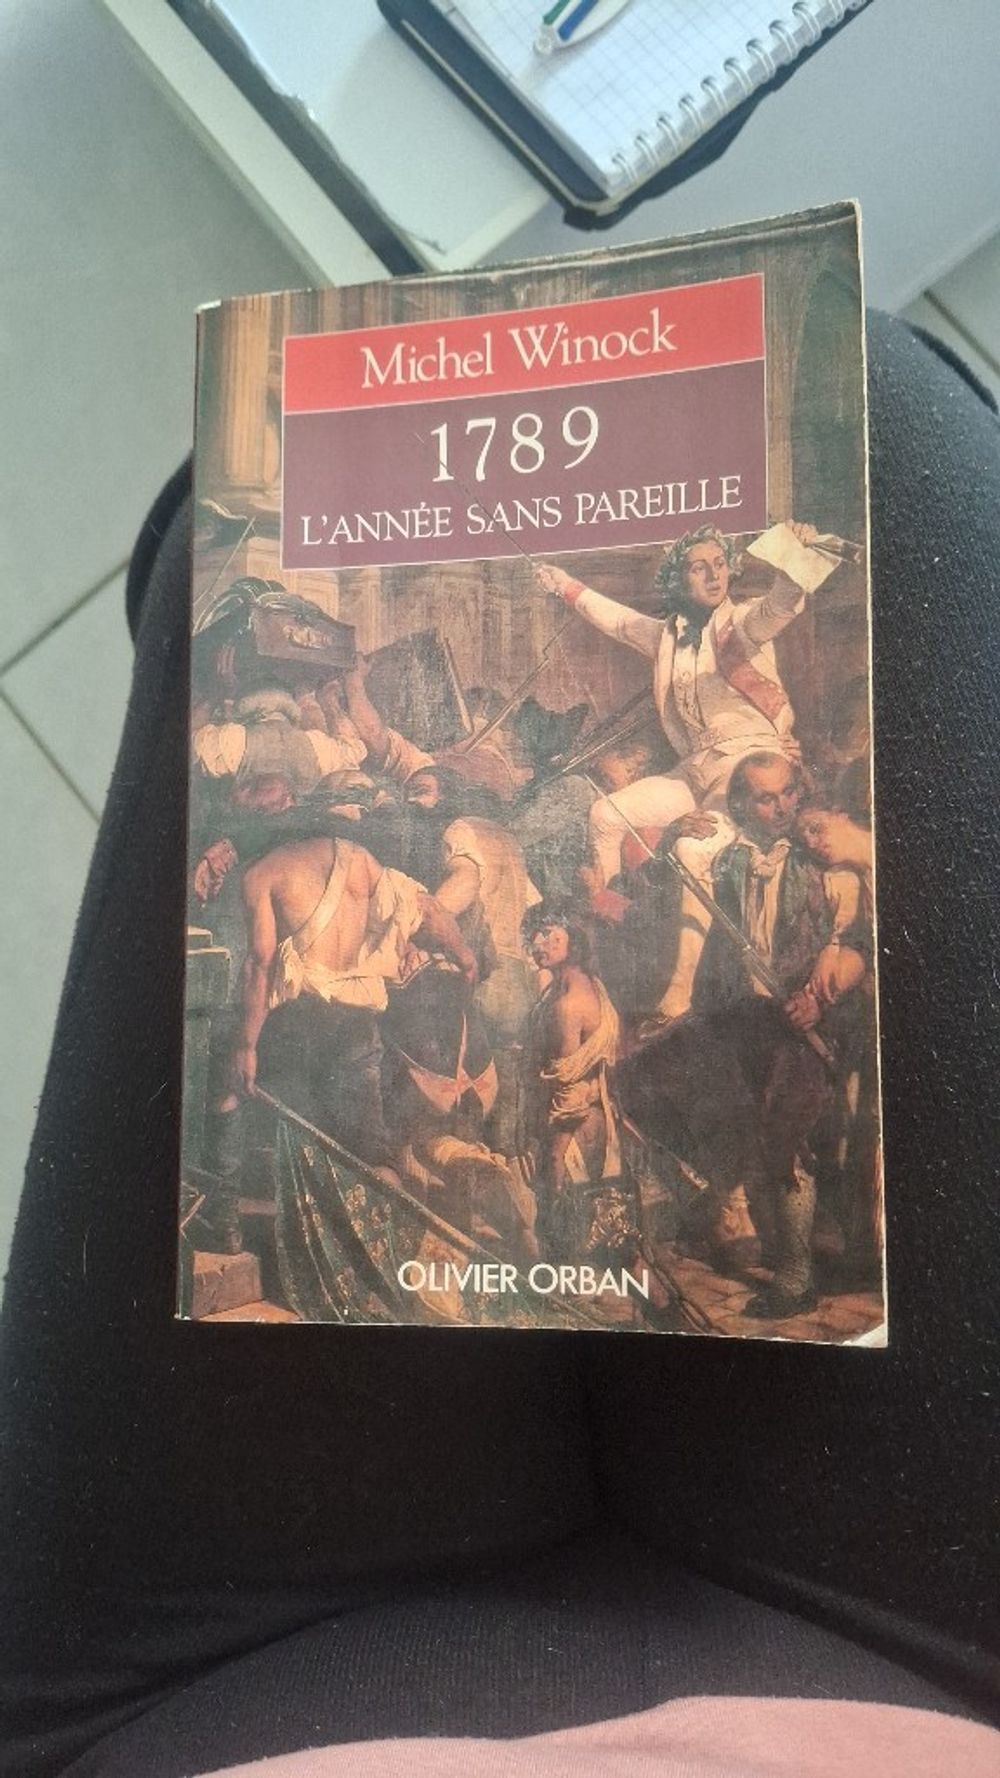 Michel Winock
1789
L'ANNÉE SANS PAREILLE
OLIVIER ORBAN